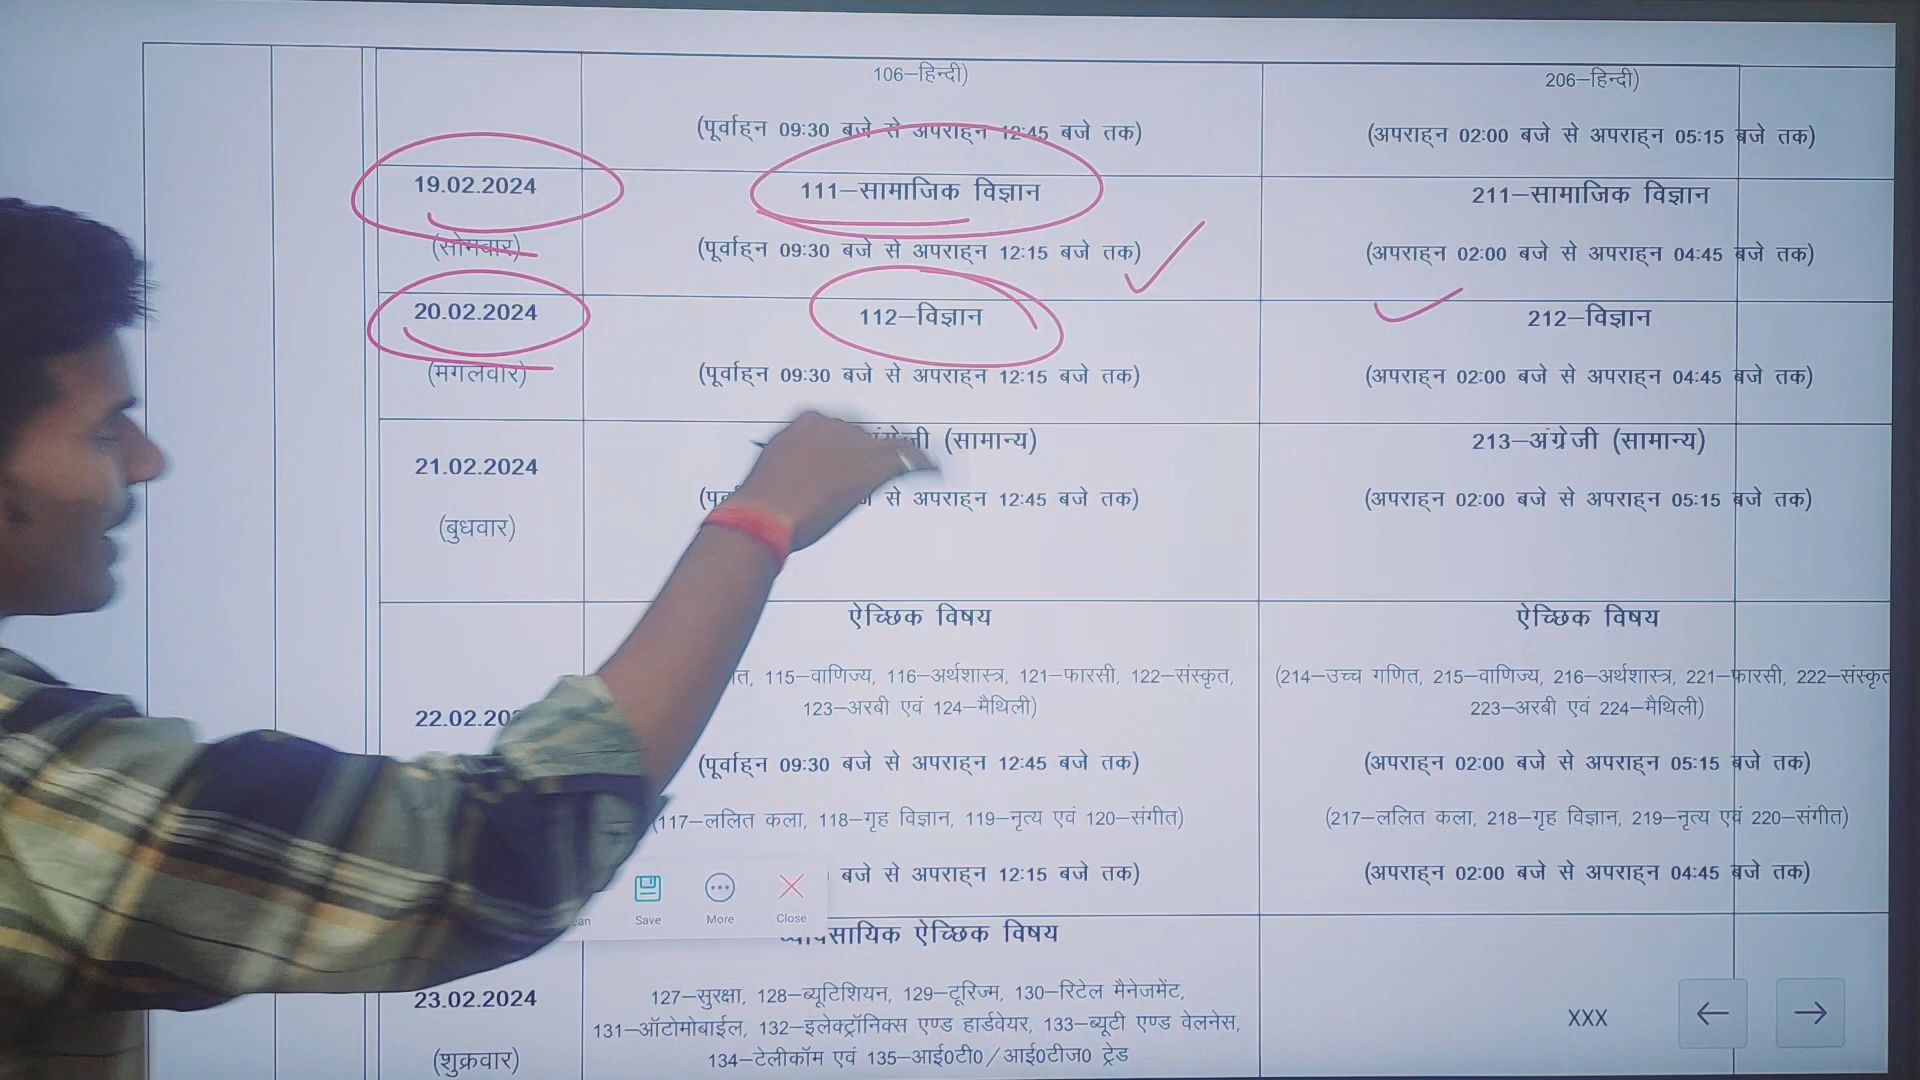 106–हिन्दी)
206–हिन्दी)
(पूर्वाह्न 09:30 बजे से अपराह्न 12:45 बजे तक)
(अपराह्न 02:00 बजे से अपराह्न 05:15 बजे तक)
19.02.2024
(सोमवार)
111–सामाजिक विज्ञान
(पूर्वाह्न 09:30 बजे से अपराह्न 12:15 बजे तक)
211–सामाजिक विज्ञान
(अपराह्न 02:00 बजे से अपराह्न 04:45 बजे तक)
20.02.2024
(मंगलवार)
112–विज्ञान
(पूर्वाह्न 09:30 बजे से अपराह्न 12:15 बजे तक)
212–विज्ञान
(अपराह्न 02:00 बजे से अपराह्न 04:45 बजे तक)
21.02.2024
(बुधवार)
(सामान्य)
से अपराह्न 12:45 बजे तक)
213–अंग्रेजी (सामान्य)
(अपराह्न 02:00 बजे से अपराह्न 05:15 बजे तक)
22.02.20
ऐच्छिक विषय
115–वाणिज्य, 116–अर्थशास्त्र, 121–फारसी, 122–संस्कृत,
123–अरबी एवं 124–मैथिली)
(पूर्वाह्न 09:30 बजे से अपराह्न 12:45 बजे तक)
(117–ललित कला, 118–गृह विज्ञान, 119–नृत्य एवं 120–संगीत)
बजे से अपराह्न 12:15 बजे तक)
ऐच्छिक विषय
(214–उच्च गणित, 215–वाणिज्य, 216–अर्थशास्त्र, 221–फारसी, 222–संस्कृत
223–अरबी एवं 224–मैथिली)
(अपराह्न 02:00 बजे से अपराह्न 05:15 बजे तक)
(217–ललित कला, 218–गृह विज्ञान, 219–नृत्य एवं 220–संगीत)
(अपराह्न 02:00 बजे से अपराह्न 04:45 बजे तक)
Save
More
Close
23.02.2024
(शुक्रवार)
ऐच्छिक विषय
127–सुरक्षा, 128–ब्यूटिशियन, 129–टूरिज्म, 130–रिटेल मैनेजमेंट,
131–ऑटोमोबाईल, 132–इलेक्ट्रॉनिक्स एण्ड हार्डवेयर, 133–ब्यूटी एण्ड वेलनेस,
134–टेलीकॉम एवं 135–आई0टी0/आई0टीज0 ट्रेड
XXX